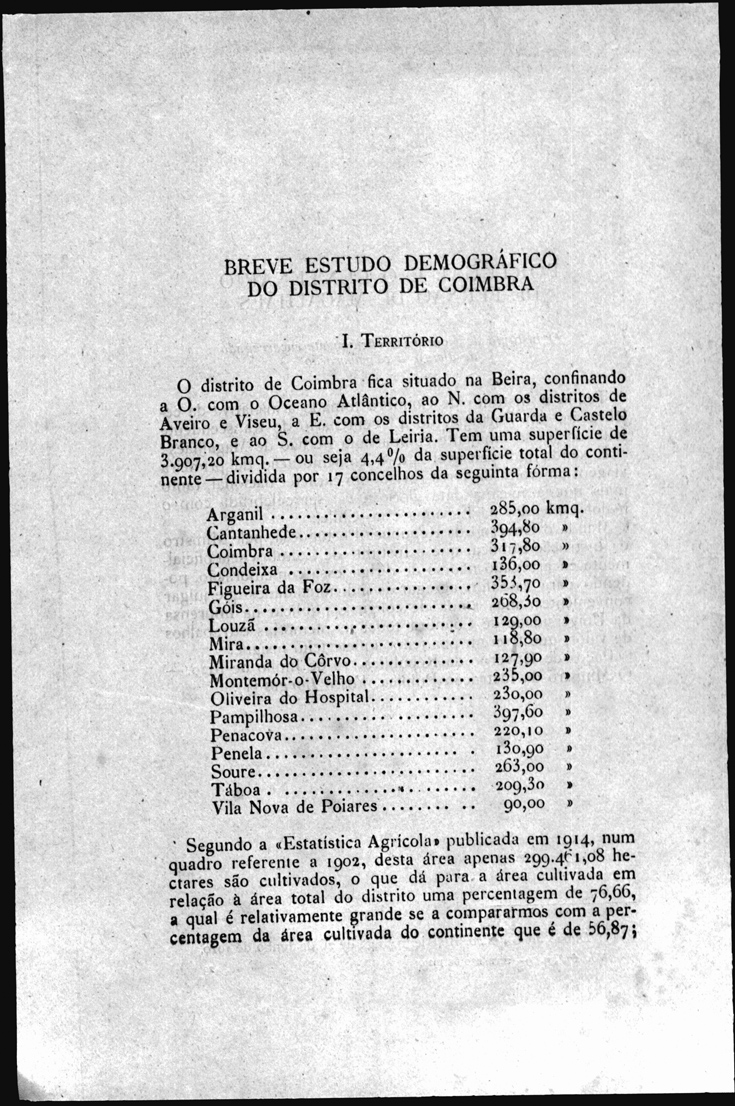 BREVE ESTUDO DEMOGRÁFICO
DO DISTRITO DE COIMBRA
I. TERRITÓRIO
O distrito de Coimbra fica situado na Beira, confinando
a O. com o Oceano Atlântico, ao N. com os distritos de
Aveiro e Viseu, a E. com os distritos da Guarda e Castelo
Branco, e ao S. com o de Leiria. Tem uma superfície de
3.907,20 kmq. — ou seja 4,4% da superfície total do conti-
nente — dividida por 17 concelhos da seguinta fórma:
Arganil ........................ 285,00 kmq.
Cantanhede .................... 394,80 »
Coimbra ...................... 317,80 »
Condeixa ..................... 136,00 »
Figueira da Foz ................ 353,70 »
Góis .......................... 268,30 »
Louzã ........................ 129,00 »
Mira .......................... 118,80 »
Miranda do Côrvo .............. 127,90 »
Montemór-o-Velho ............. 235,00 »
Oliveira do Hospital ............ 230,00 »
Pampilhosa .................... 397,60 »
Penacova ...................... 220,10 »
Penela ........................ 130,90 »
Soure ......................... 263,00 »
Táboa ........................ 209,30 »
Vila Nova de Poiares .......... 90,00 »
Segundo a «Estatística Agrícola» publicada em 1914, num
quadro referente a 1902, desta área apenas 299.461,08 he-
ctares são cultivados, o que dá para a área cultivada em
relação à área total do distrito uma percentagem de 76,66,
a qual é relativamente grande se a compararmos com a per-
centagem da área cultivada do continente que é de 56,87;